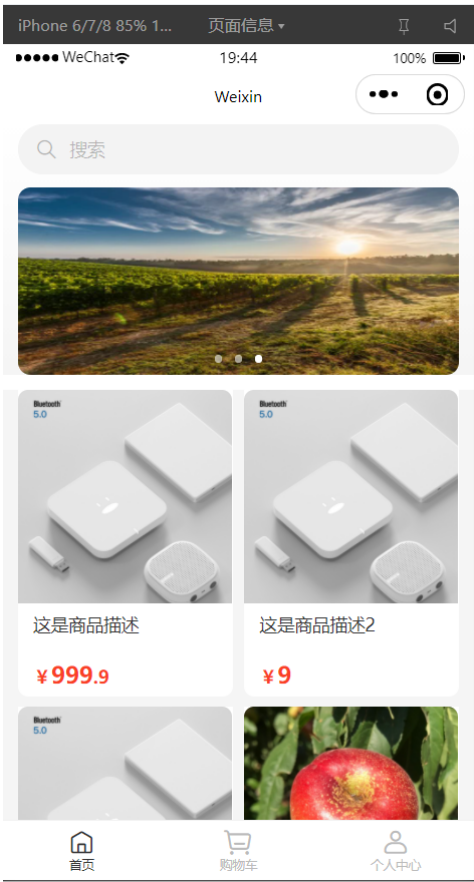 iPhone 6/7/8 85% 1... 页面信息
WeChat 19:44 100%
Weixin
搜索
Bluetooth Bluetooth
5.0 5.0
这是商品描述 这是商品描述2
¥999.9 ¥9
Bluetooth
5.0
首页 购物车 个人中心